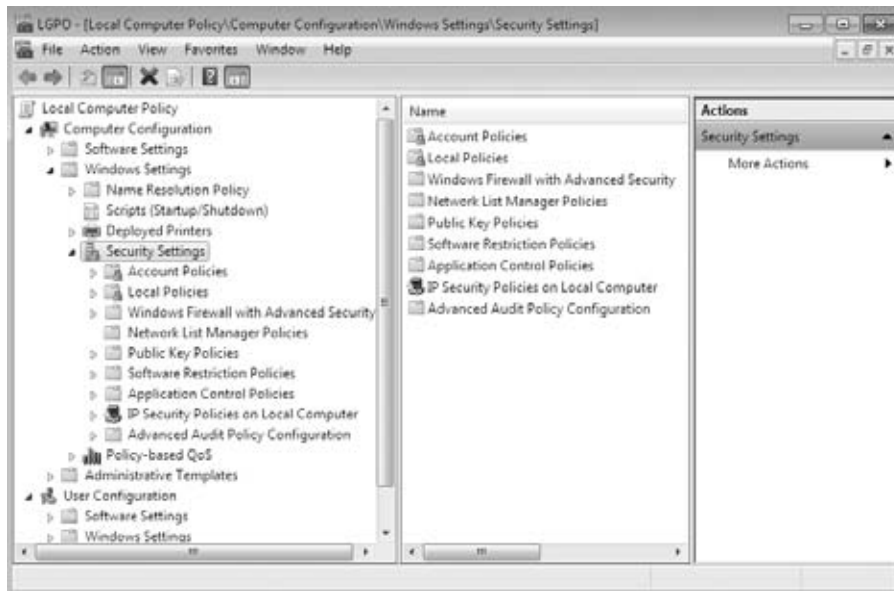 LGPO - [Local Computer Policy\Computer Configuration\Windows Settings\Security Settings]
File Action View Favorites Window Help
Local Computer Policy
Computer Configuration
Software Settings
Windows Settings
Name Resolution Policy
Scripts (Startup/Shutdown)
Deployed Printers
Security Settings
Account Policies
Local Policies
Windows Firewall with Advanced Security
Network List Manager Policies
Public Key Policies
Software Restriction Policies
Application Control Policies
IP Security Policies on Local Computer
Advanced Audit Policy Configuration
Policy-based QoS
Administrative Templates
User Configuration
Software Settings
Windows Settings
Name
Account Policies
Local Policies
Windows Firewall with Advanced Security
Network List Manager Policies
Public Key Policies
Software Restriction Policies
Application Control Policies
IP Security Policies on Local Computer
Advanced Audit Policy Configuration
Actions
Security Settings
More Actions